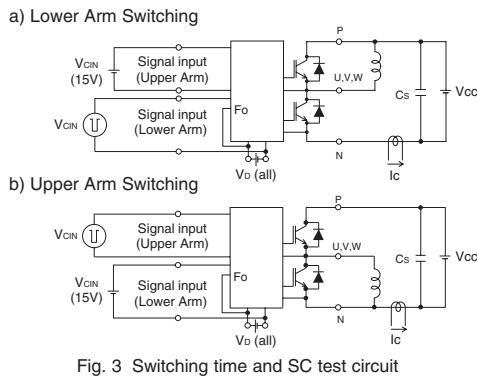 a) Lower Arm Switching
P
VCIN
(15V)
Signal input
(Upper Arm)
U,V,W
CS
VCC
VCIN
Signal input
(Lower Arm)
Fo
N
VD (all)
IC
b) Upper Arm Switching
P
VCIN
Signal input
(Upper Arm)
U,V,W
CS
VCC
VCIN
(15V)
Signal input
(Lower Arm)
Fo
N
VD (all)
IC
Fig. 3 Switching time and SC test circuit